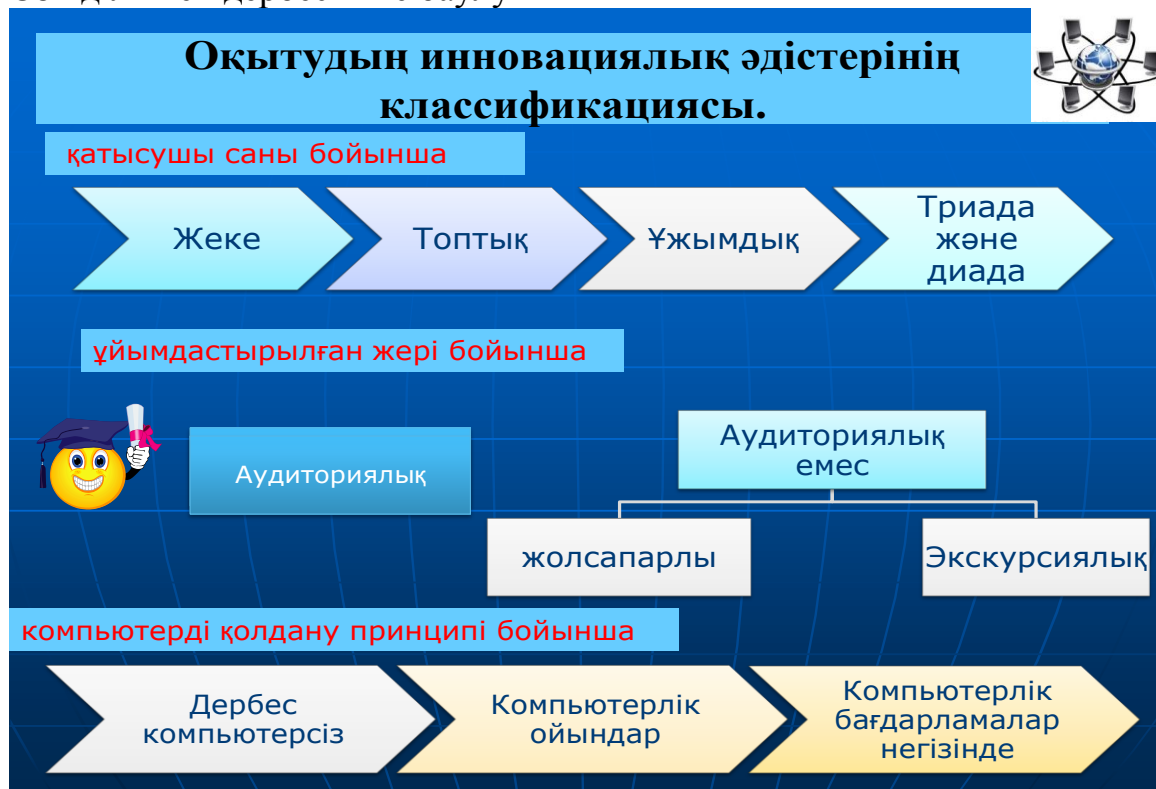 Оқытудың инновациялық әдістерінің
классификациясы.
қатысушы саны бойынша
Жеке
Топтық
Ұжымдық
Триада
және
диада
ұйымдастырылған жері бойынша
Аудиториялық
Аудиториялық
емес
жолсапарлы
Экскурсиялық
компьютерді қолдану принципі бойынша
Дербес
компьютерсіз
Компьютерлік
ойындар
Компьютерлік
бағдарламалар
негізінде